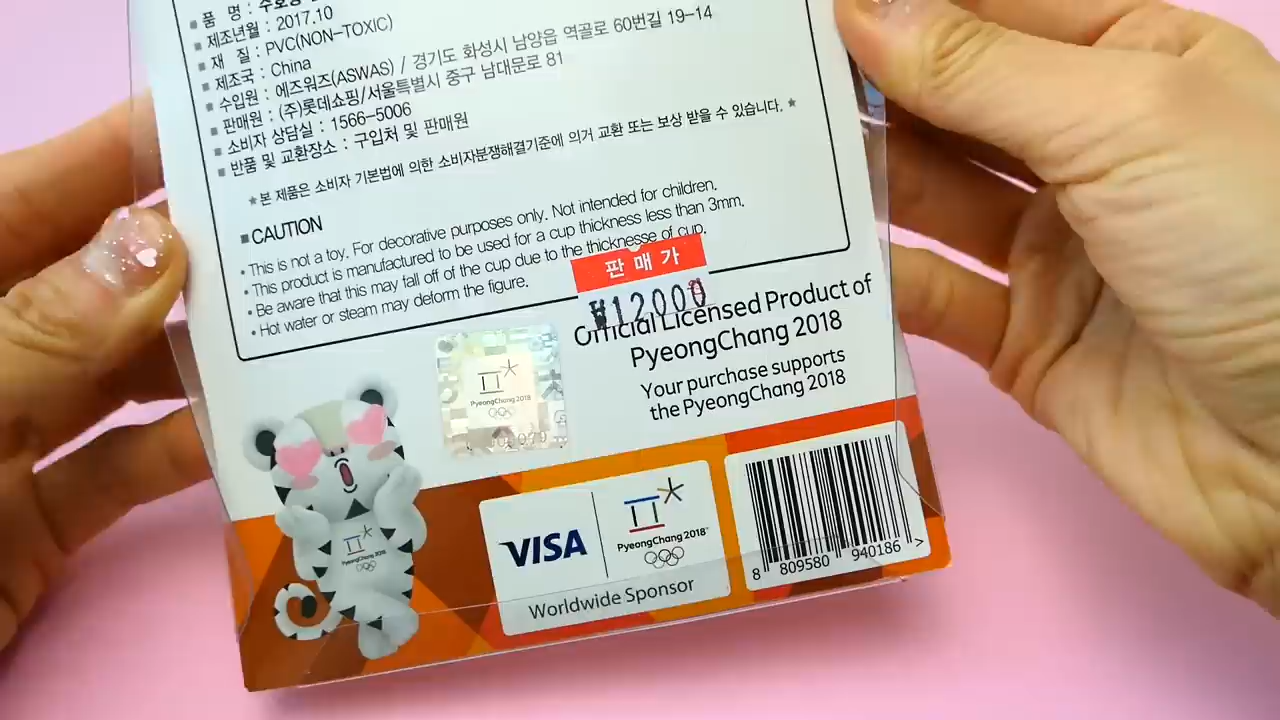 ■ 품 명 : 수호랑
■ 제조년월 : 2017.10
■ 재 질 : PVC(NON-TOXIC)
■ 제조국 : China
■ 수입원 : 에즈워즈(ASWAS) / 경기도 화성시 남양읍 역골로 60번길 19-14
■ 판매원 : (주)롯데쇼핑/서울특별시 중구 남대문로 81
■ 소비자 상담실 : 1566-5006
■ 반품 및 교환장소 : 구입처 및 판매원
★본 제품은 소비자 기본법에 의한 소비자분쟁해결기준에 의거 교환 또는 보상 받을 수 있습니다. ★
■CAUTION
• This is not a toy. For decorative purposes only. Not intended for children.
• This product is manufactured to be used for a cup thickness less than 3mm.
• Be aware that this may fall off of the cup due to the thicknesse of cup.
• Hot water or steam may deform the figure.
판매가
₩12000
Official Licensed Product of
PyeongChang 2018
Your purchase supports
the PyeongChang 2018
PyeongChang 2018
PyeongChang 2018
VISA
PyeongChang 2018™
Worldwide Sponsor
8 809580 940186 >